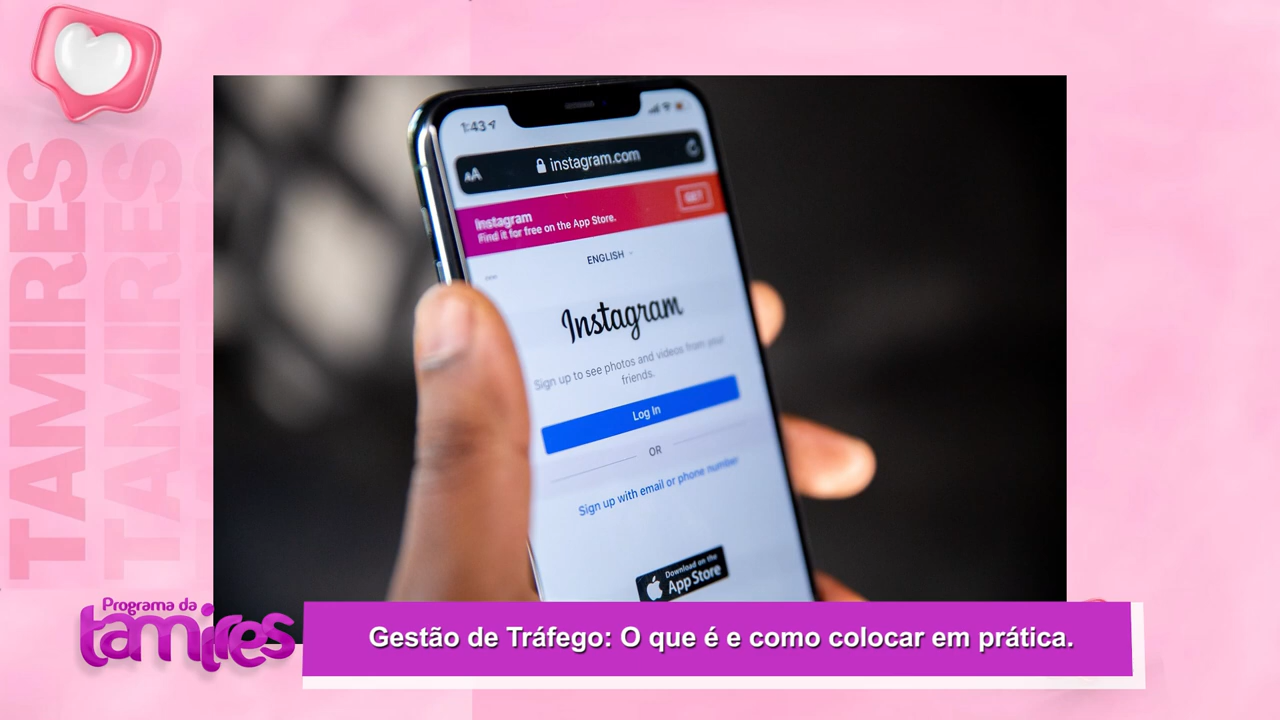 TAMIRES
TAMIRES
1:43
AA instagram.com
Instagram
GET
Find it for free on the App Store.
ENGLISH
Instagram
Sign up to see photos and videos from your
friends.
Log In
OR
Sign up with email or phone number
Download on the
App Store
Programa da
tamires
Gestão de Tráfego: O que é e como colocar em prática.